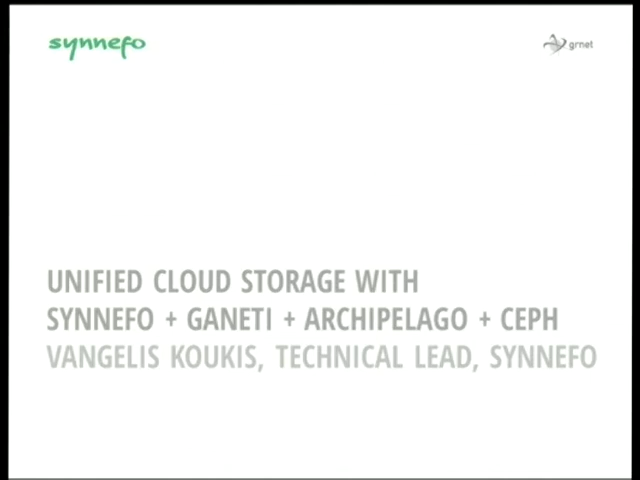 synnefo
grnet
UNIFIED CLOUD STORAGE WITH
SYNNEFO + GANETI + ARCHIPELAGO + CEPH
VANGELIS KOUKIS, TECHNICAL LEAD, SYNNEFO